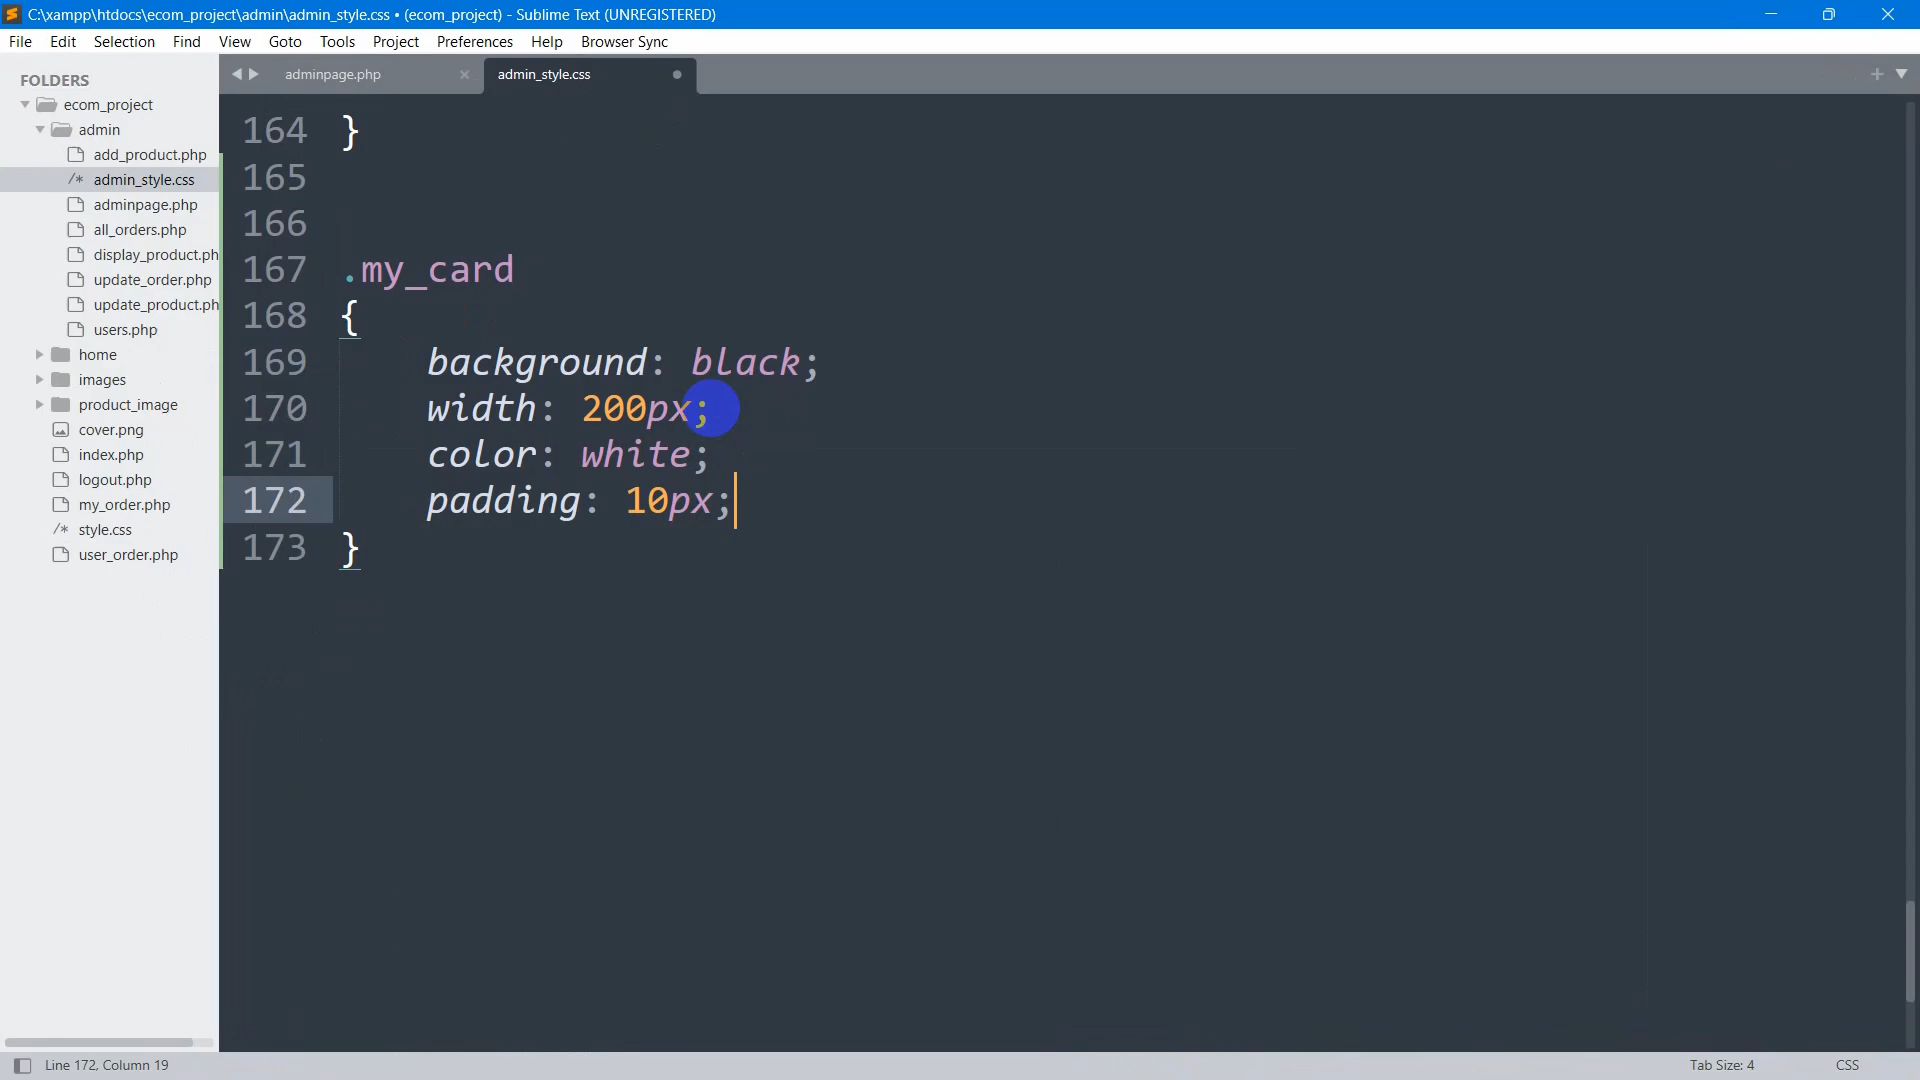 C:\xampp\htdocs\ecom_project\admin\admin_style.css • (ecom_project) - Sublime Text (UNREGISTERED)
File Edit Selection Find View Goto Tools Project Preferences Help Browser Sync
FOLDERS
ecom_project
admin
add_product.php
/* admin_style.css
adminpage.php
all_orders.php
display_product.ph
update_order.php
update_product.ph
users.php
home
images
product_image
cover.png
index.php
logout.php
my_order.php
/* style.css
user_order.php
adminpage.php admin_style.css
164 }
165
166
167 .my_card
168 {
169 background: black;
170 width: 200px;
171 color: white;
172 padding: 10px;
173 }
Line 172, Column 19 Tab Size: 4 CSS